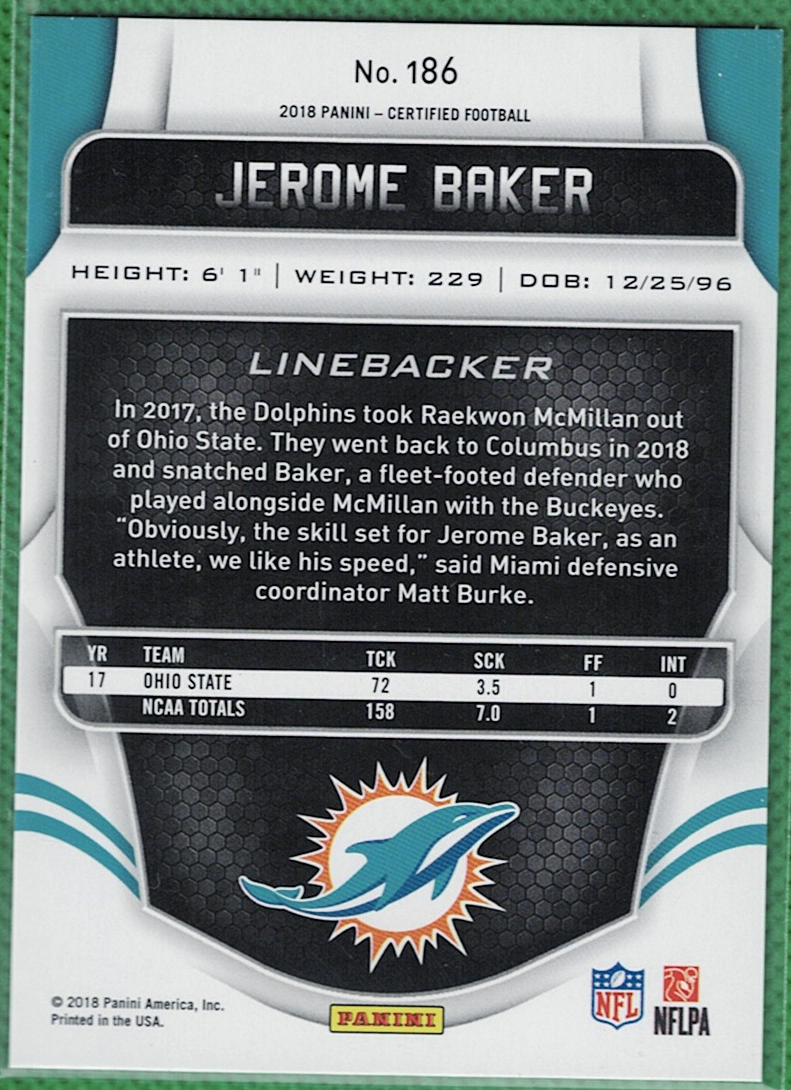 No. 186
2018 PANINI – CERTIFIED FOOTBALL
JEROME BAKER
HEIGHT: 6' 1" | WEIGHT: 229 | DOB: 12/25/96
LINEBACKER
In 2017, the Dolphins took Raekwon McMillan out
of Ohio State. They went back to Columbus in 2018
and snatched Baker, a fleet-footed defender who
played alongside McMillan with the Buckeyes.
“Obviously, the skill set for Jerome Baker, as an
athlete, we like his speed,” said Miami defensive
coordinator Matt Burke.
YR TEAM TCK SCK FF INT
17 OHIO STATE 72 3.5 1 0
NCAA TOTALS 158 7.0 1 2
© 2018 Panini America, Inc.
Printed in the USA.
PANINI
NFL
NFLPA